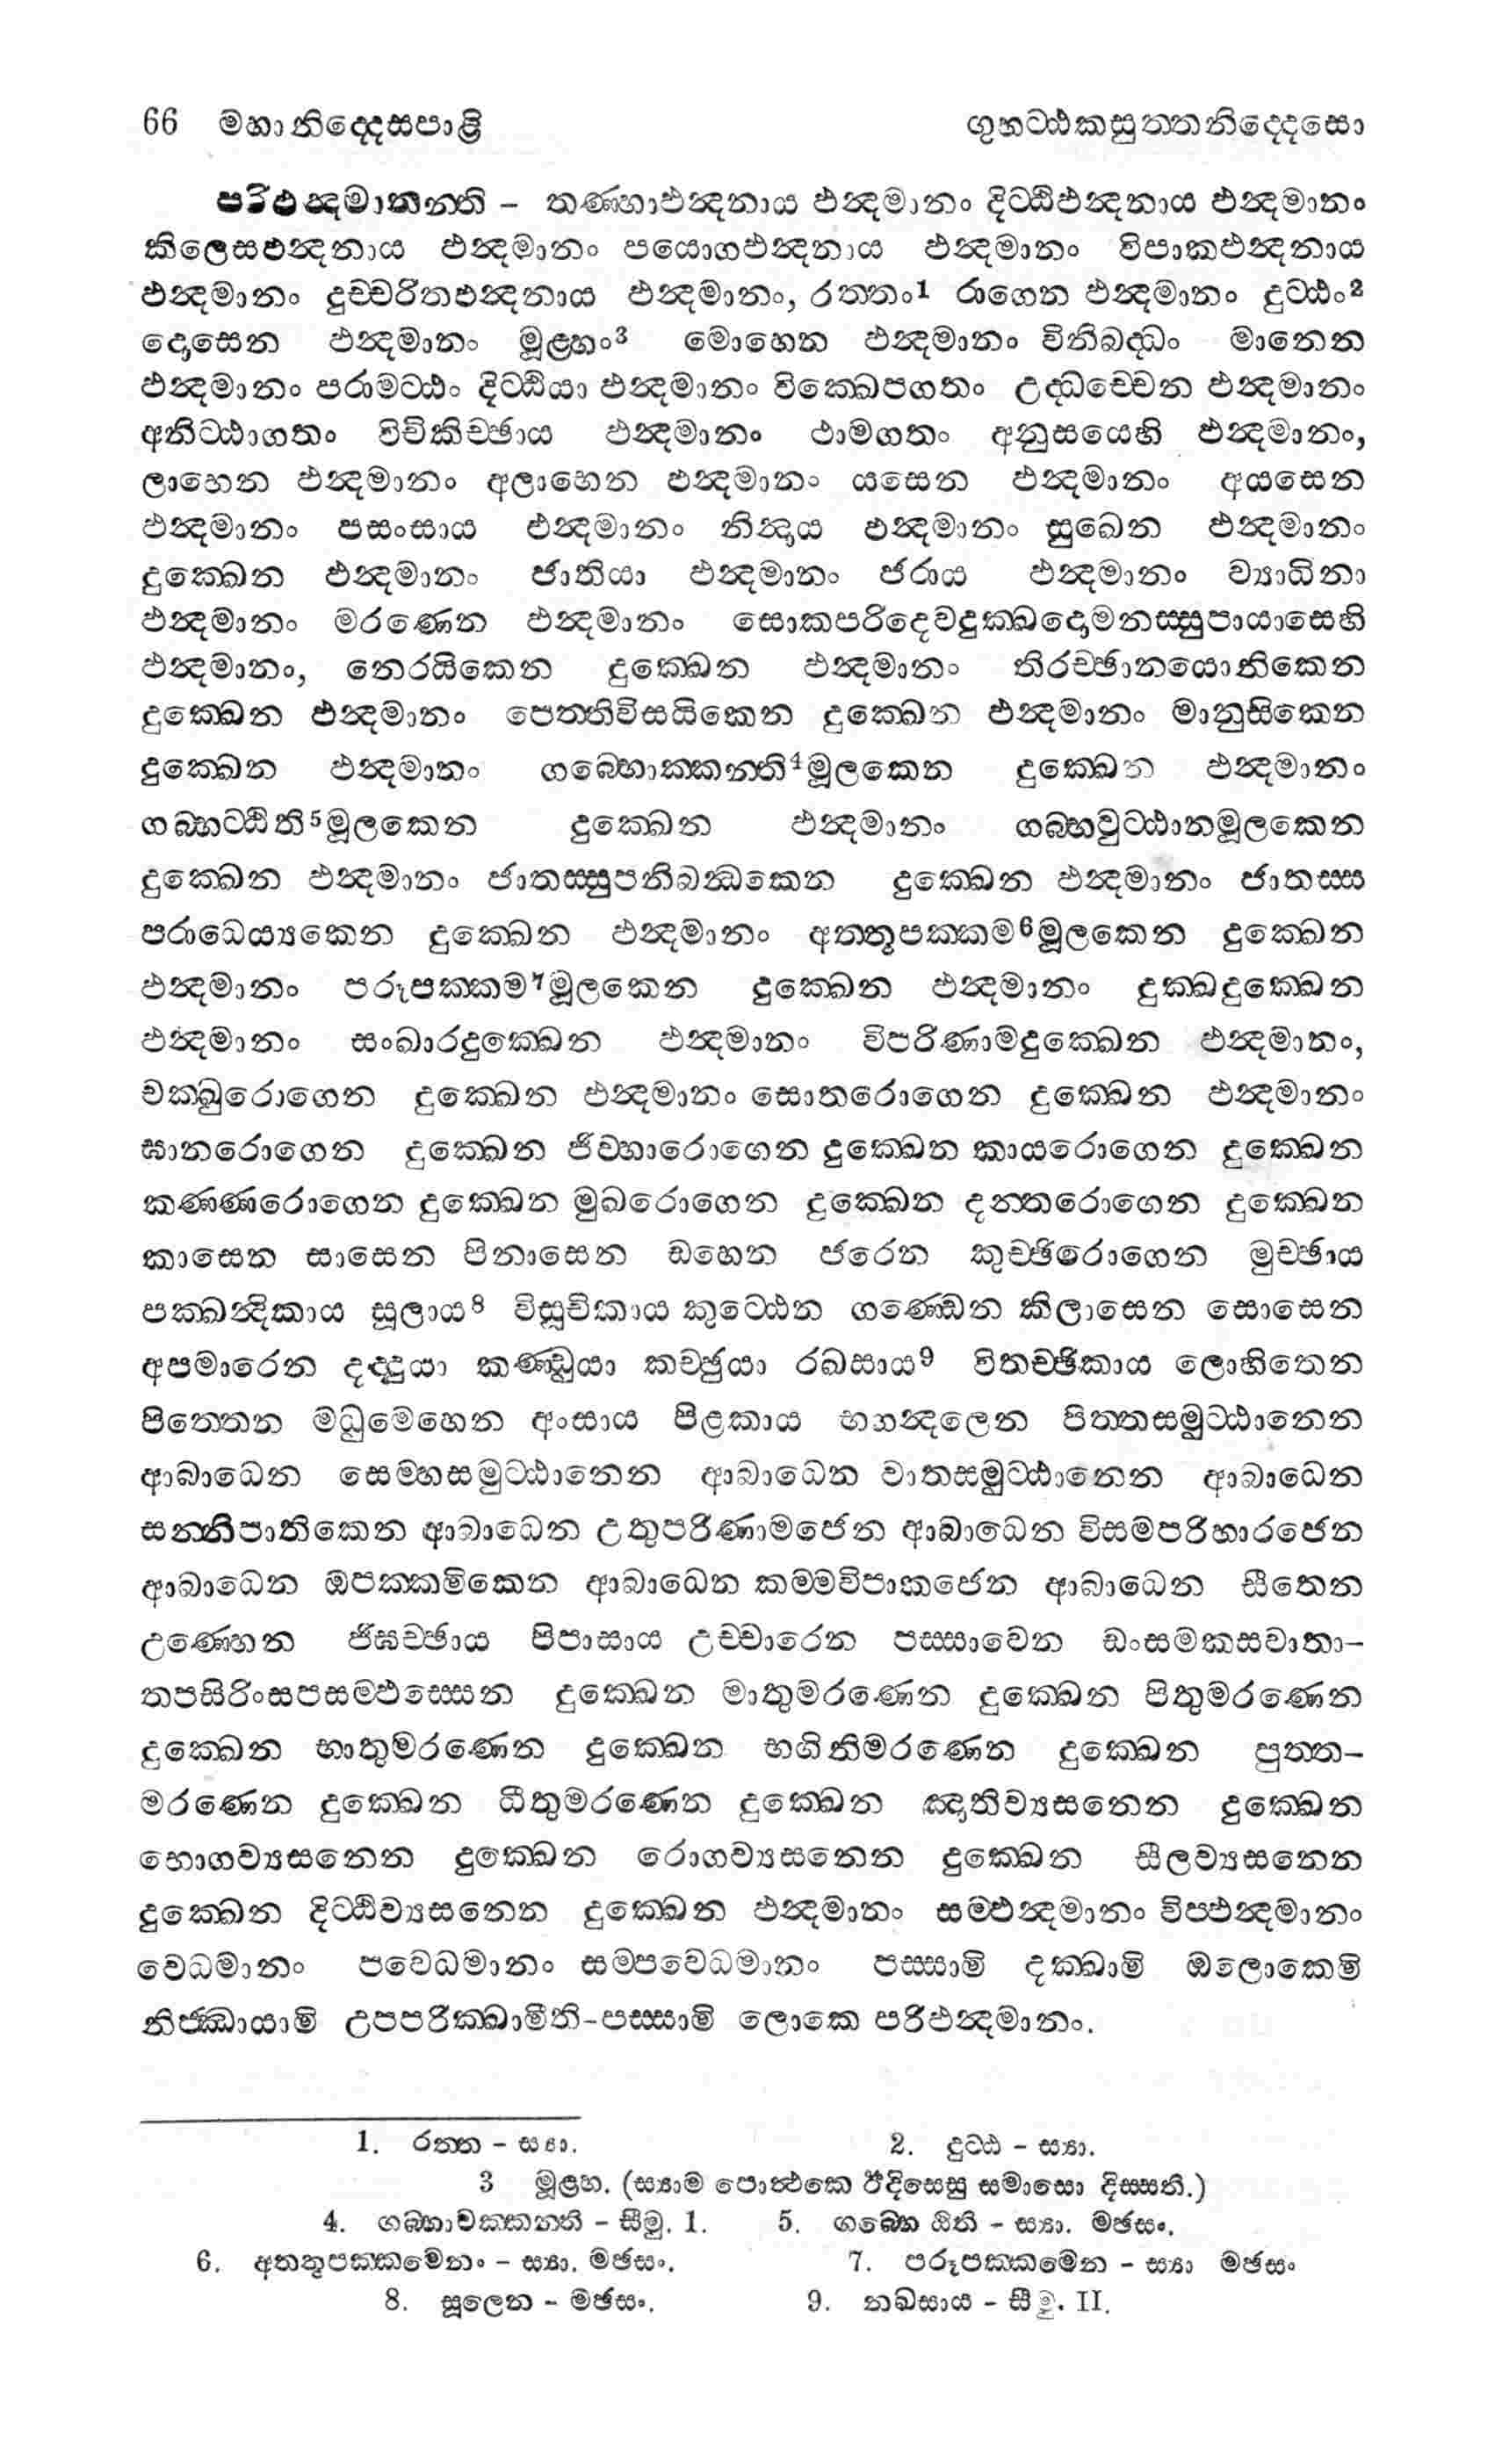 66 මහානිද්දෙසපාළි ගුහට්ඨකසුත්තනිද්දෙසො
පරිඵන්දමානන්ති – තණ්හාඵන්දනාය ඵන්දමානං දිට්ඨිඵන්දනාය ඵන්දමානං
කිලෙසඵන්දනාය ඵන්දමානං පයොගඵන්දනාය ඵන්දමානං විපාකඵන්දනාය
ඵන්දමානං දුච්චරිතඵන්දනාය ඵන්දමානං, රත්තං1 රාගෙන ඵන්දමානං දුට්ඨං2
දොසෙන ඵන්දමානං මූළ්හං3 මොහෙන ඵන්දමානං විනිබද්ධං මානෙන
ඵන්දමානං පරාමට්ඨං දිට්ඨියා ඵන්දමානං වික්ඛෙපගතං උද්ධච්චෙන ඵන්දමානං
අනිට්ඨාගතං විචිකිච්ඡාය ඵන්දමානං ථාමගතං අනුසයෙහි ඵන්දමානං,
ලාභෙන ඵන්දමානං අලාභෙන ඵන්දමානං යසෙන ඵන්දමානං අයසෙන
ඵන්දමානං පසංසාය ඵන්දමානං නින්දාය ඵන්දමානං සුඛෙන ඵන්දමානං
දුක්ඛෙන ඵන්දමානං ජාතියා ඵන්දමානං ජරාය ඵන්දමානං ව්‍යාධිනා
ඵන්දමානං මරණෙන ඵන්දමානං සොකපරිදෙවදුක්ඛදොමනස්සුපායාසෙහි
ඵන්දමානං, නෙරයිකෙන දුක්ඛෙන ඵන්දමානං තිරච්ඡානයොනිකෙන
දුක්ඛෙන ඵන්දමානං පෙත්තිවිසයිකෙන දුක්ඛෙන ඵන්දමානං මානුසිකෙන
දුක්ඛෙන ඵන්දමානං ගබ්භොක්කන්ති4මූලකෙන දුක්ඛෙන ඵන්දමානං
ගබ්භට්ඨිති5මූලකෙන දුක්ඛෙන ඵන්දමානං ගබ්භවුට්ඨානමූලකෙන
දුක්ඛෙන ඵන්දමානං ජාතස්සුපනිබන්ධකෙන දුක්ඛෙන ඵන්දමානං ජාතස්ස
පරාධෙය්‍යකෙන දුක්ඛෙන ඵන්දමානං අත්තූපක්කම6මූලකෙන දුක්ඛෙන
ඵන්දමානං පරූපක්කම7මූලකෙන දුක්ඛෙන ඵන්දමානං දුක්ඛදුක්ඛෙන
ඵන්දමානං සංඛාරදුක්ඛෙන ඵන්දමානං විපරිණාමදුක්ඛෙන ඵන්දමානං,
චක්ඛුරොගෙන දුක්ඛෙන ඵන්දමානං සොතරොගෙන දුක්ඛෙන ඵන්දමානං
ඝානරොගෙන දුක්ඛෙන ජිව්හාරොගෙන දුක්ඛෙන කායරොගෙන දුක්ඛෙන
කණ්ණරොගෙන දුක්ඛෙන මුඛරොගෙන දුක්ඛෙන දන්තරොගෙන දුක්ඛෙන
කාසෙන සාසෙන පිනාසෙන ඩහෙන ජරෙන කුච්ඡිරොගෙන මුච්ඡාය
පක්ඛන්දිකාය සූලාය8 විසූචිකාය කුට්ඨෙන ගණ්ඩෙන කිලාසෙන සොසෙන
අපමාරෙන දද්දුයා කණ්ඩුයා කච්ඡුයා රඛසාය9 විතච්ඡිකාය ලොහිතෙන
පිත්තෙන මධුමෙහෙන අංසාය පිළකාය භගන්දලෙන පිත්තසමුට්ඨානෙන
ආබාධෙන සෙම්හසමුට්ඨානෙන ආබාධෙන වාතසමුට්ඨානෙන ආබාධෙන
සන්නිපාතිකෙන ආබාධෙන උතුපරිණාමජෙන ආබාධෙන විසමපරිහාරජෙන
ආබාධෙන ඔපක්කමිකෙන ආබාධෙන කම්මවිපාකජෙන ආබාධෙන සීතෙන
උණ්හෙන ජිඝච්ඡාය පිපාසාය උච්චාරෙන පස්සාවෙන ඩංසමකසවාතා–
තපසිරිංසපසම්ඵස්සෙන දුක්ඛෙන මාතුමරණෙන දුක්ඛෙන පිතුමරණෙන
දුක්ඛෙන භාතුමරණෙන දුක්ඛෙන භගිනිමරණෙන දුක්ඛෙන පුත්ත–
මරණෙන දුක්ඛෙන ධීතුමරණෙන දුක්ඛෙන ඤාතිව්‍යසනෙන දුක්ඛෙන
භොගව්‍යසනෙන දුක්ඛෙන රොගව්‍යසනෙන දුක්ඛෙන සීලව්‍යසනෙන
දුක්ඛෙන දිට්ඨිව්‍යසනෙන දුක්ඛෙන ඵන්දමානං සම්ඵන්දමානං විප්ඵන්දමානං
වෙධමානං පවෙධමානං සම්පවෙධමානං පස්සාමි දක්ඛාමි ඔලොකෙමි
නිජ්ඣායාමි උපපරික්ඛාමීති-පස්සාමි ලොකෙ පරිඵන්දමානං.
1. රත්ත – ස්‍යා. 2. දුට්ඨ – ස්‍යා.
3 මූළ්හ. (ස්‍යාම පොත්ථකෙ ඊදිසෙසු සමාසො දිස්සති.)
4. ගබ්භාවක්කන්ති – සීමු. 1. 5. ගබ්භෙ ඨිති – ස්‍යා. මඡසං.
6. අත්තූපක්කමෙනං – ස්‍යා. මඡසං. 7. පරූපක්කමෙන – ස්‍යා මඡසං
8. සූලෙන – මඡසං. 9. නඛසාය – සීමු. II.